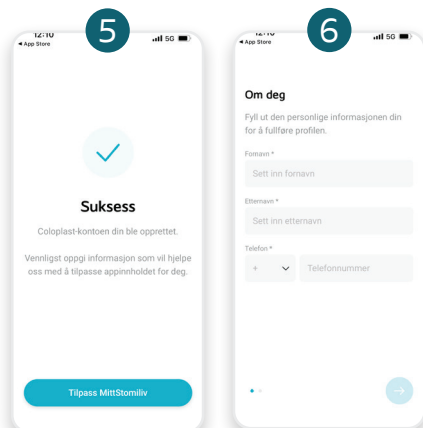 5
12:10
App Store
5G
Suksess
Coloplast-kontoen din ble opprettet.
Vennligst oppgi informasjon som vil hjelpe
oss med å tilpasse appinnholdet for deg.
Tilpass MittStomiliv
6
12:10
App Store
5G
Om deg
Fyll ut den personlige informasjonen din
for å fullføre profilen.
Fornavn *
Sett inn fornavn
Etternavn *
Sett inn etternavn
Telefon *
+ Telefonnummer